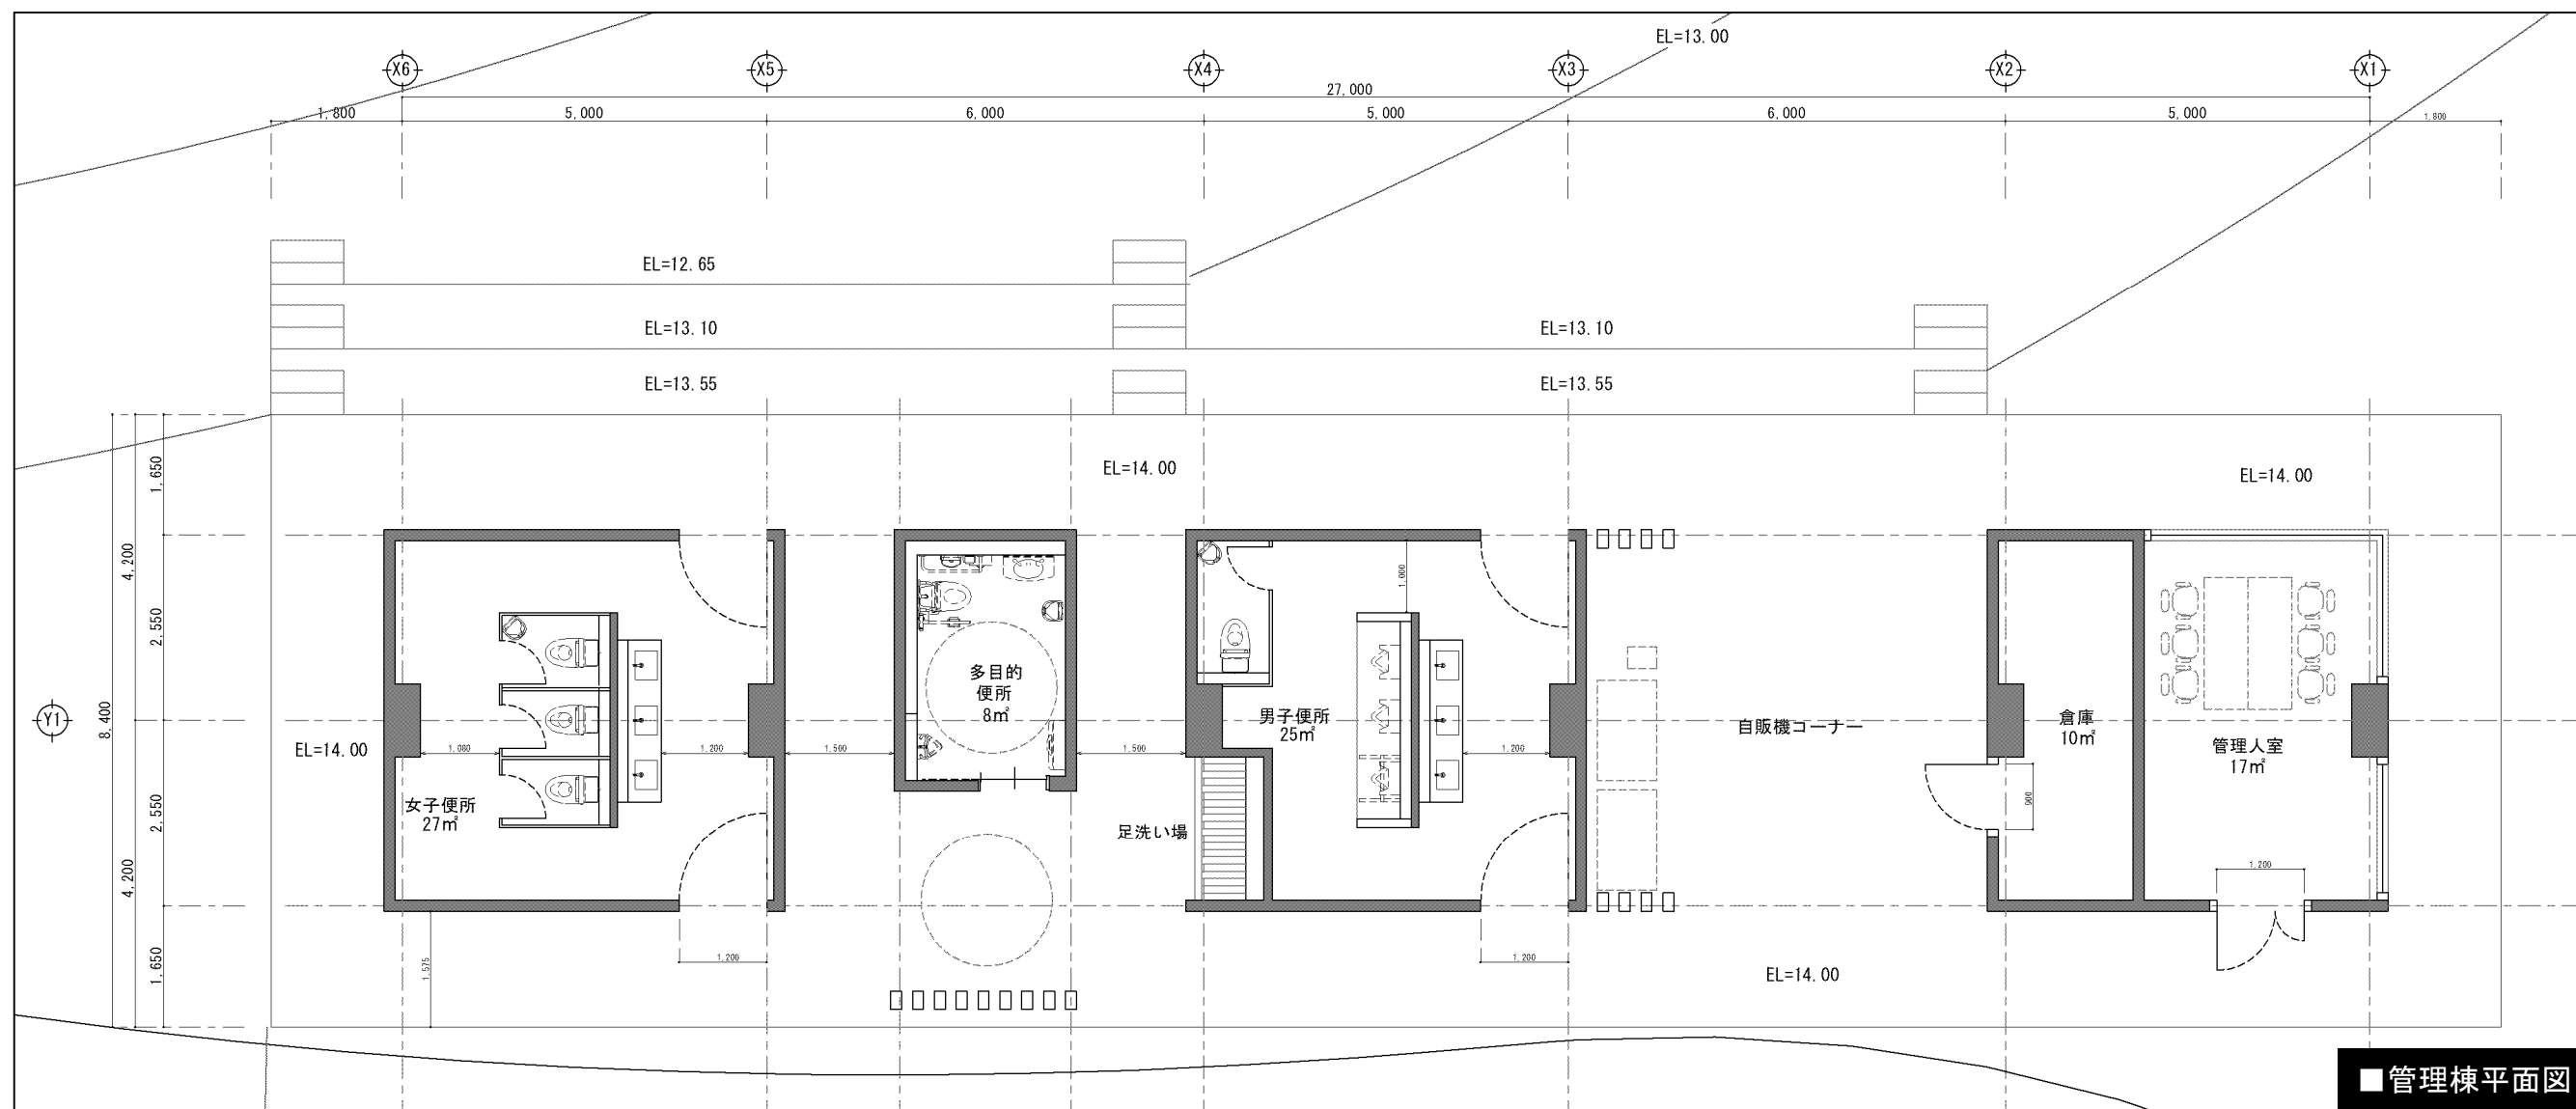 EL=13.00
X6
X5
X4
X3
X2
X1
27,000
1,800
5,000
6,000
5,000
6,000
5,000
1,800
EL=12.65
EL=13.10
EL=13.10
EL=13.55
EL=13.55
EL=14.00
EL=14.00
1,650
4,200
2,550
8,400
2,550
4,200
1,650
Y1
EL=14.00
1,080
1,200
1,500
1,500
1,000
1,200
900
1,200
女子便所
27㎡
多目的
便所
8㎡
男子便所
25㎡
足洗い場
自販機コーナー
倉庫
10㎡
管理人室
17㎡
1,575
1,200
1,200
EL=14.00
■管理棟平面図